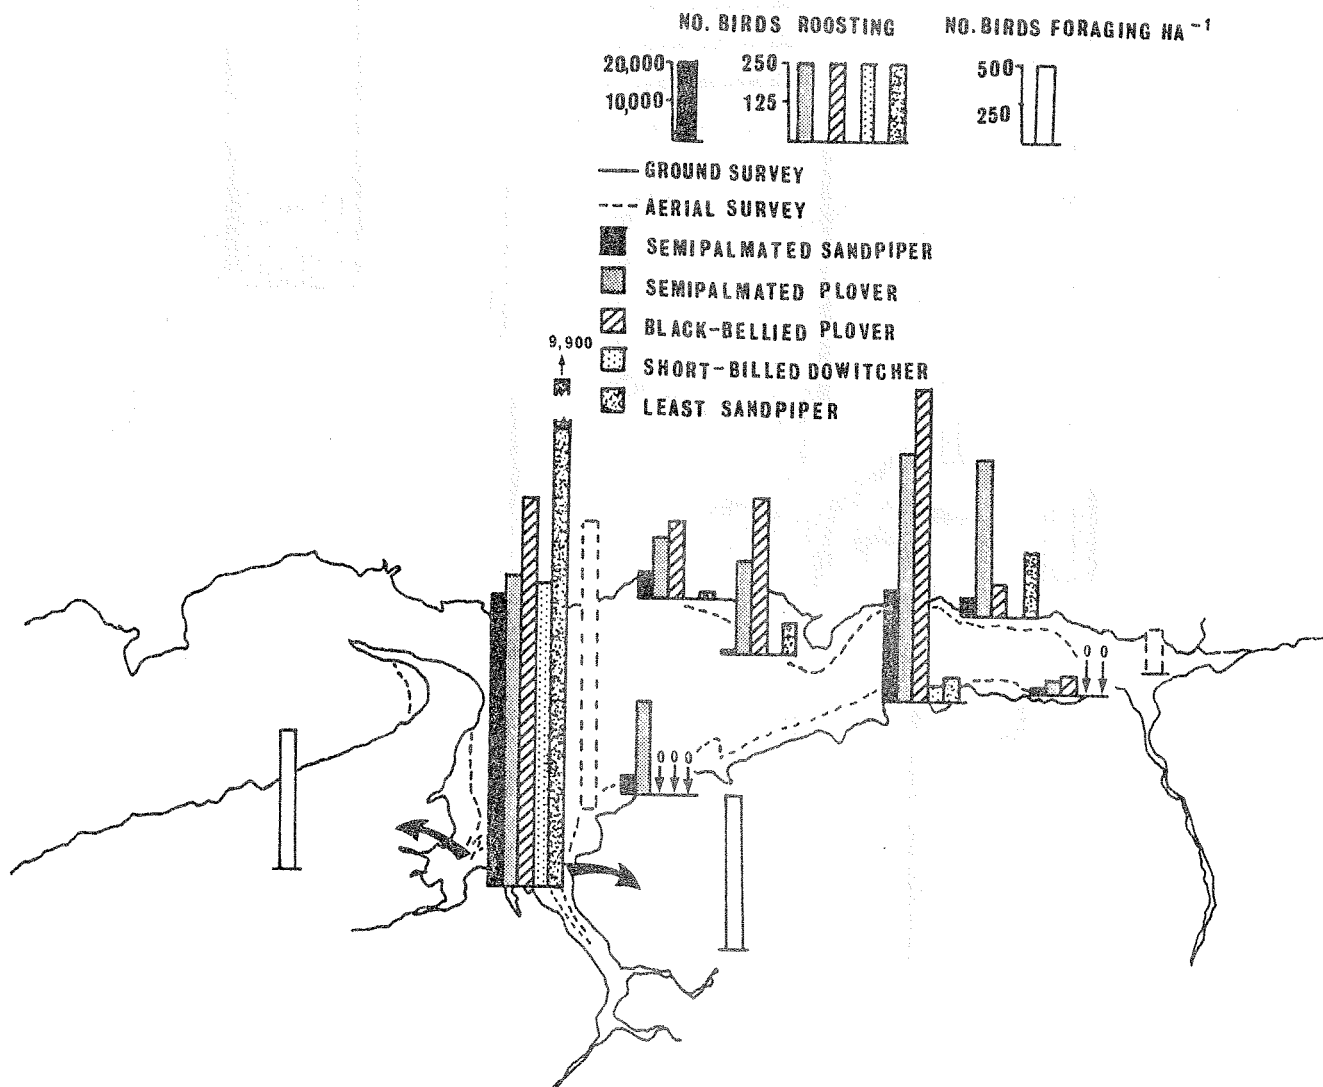 NO. BIRDS ROOSTING
NO. BIRDS FORAGING HA⁻¹
20,000
10,000
250
125
500
250
GROUND SURVEY
AERIAL SURVEY
SEMIPALMATED SANDPIPER
SEMIPALMATED PLOVER
BLACK-BELLIED PLOVER
SHORT-BILLED DOWITCHER
LEAST SANDPIPER
9,900
0 0
0 0 0